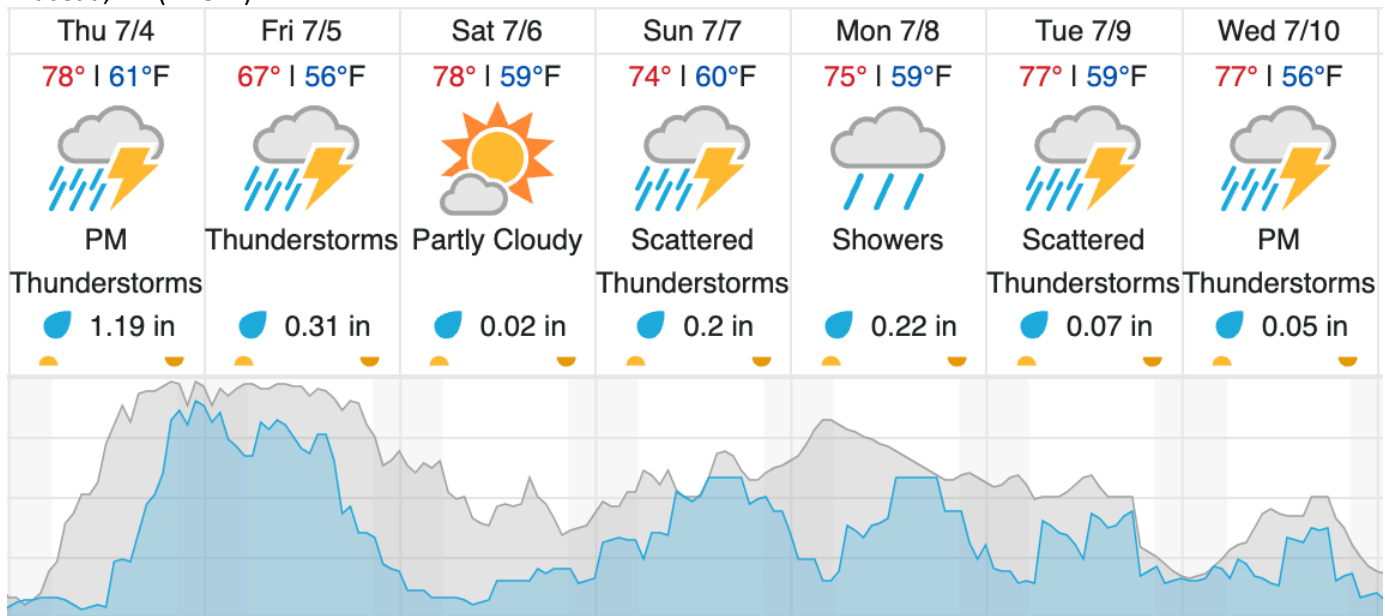 Thu 7/4 Fri 7/5 Sat 7/6 Sun 7/7 Mon 7/8 Tue 7/9 Wed 7/10
78° | 61°F 67° | 56°F 78° | 59°F 74° | 60°F 75° | 59°F 77° | 59°F 77° | 56°F
PM Thunderstorms Partly Cloudy Scattered Showers Scattered PM
Thunderstorms Thunderstorms Thunderstorms Thunderstorms
1.19 in 0.31 in 0.02 in 0.2 in 0.22 in 0.07 in 0.05 in